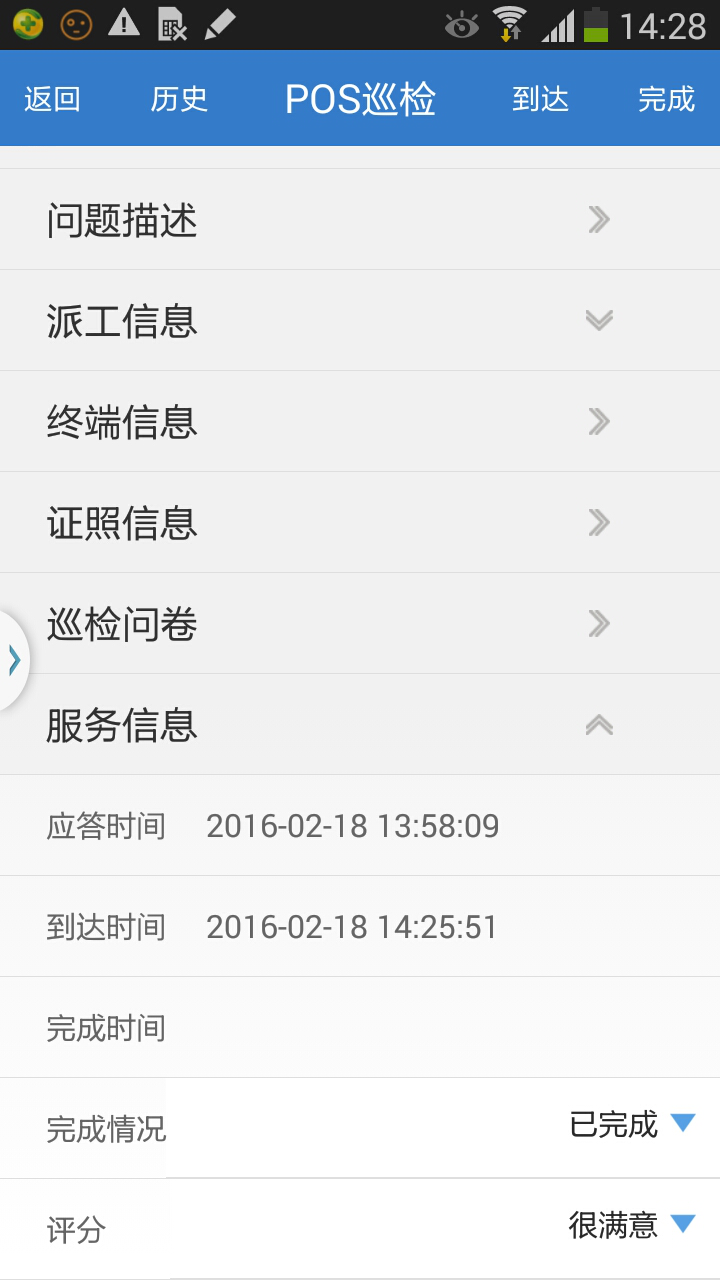 14:28
返回 历史 POS巡检 到达 完成
问题描述
派工信息
终端信息
证照信息
巡检问卷
服务信息
应答时间 2016-02-18 13:58:09
到达时间 2016-02-18 14:25:51
完成时间
完成情况 已完成
评分 很满意